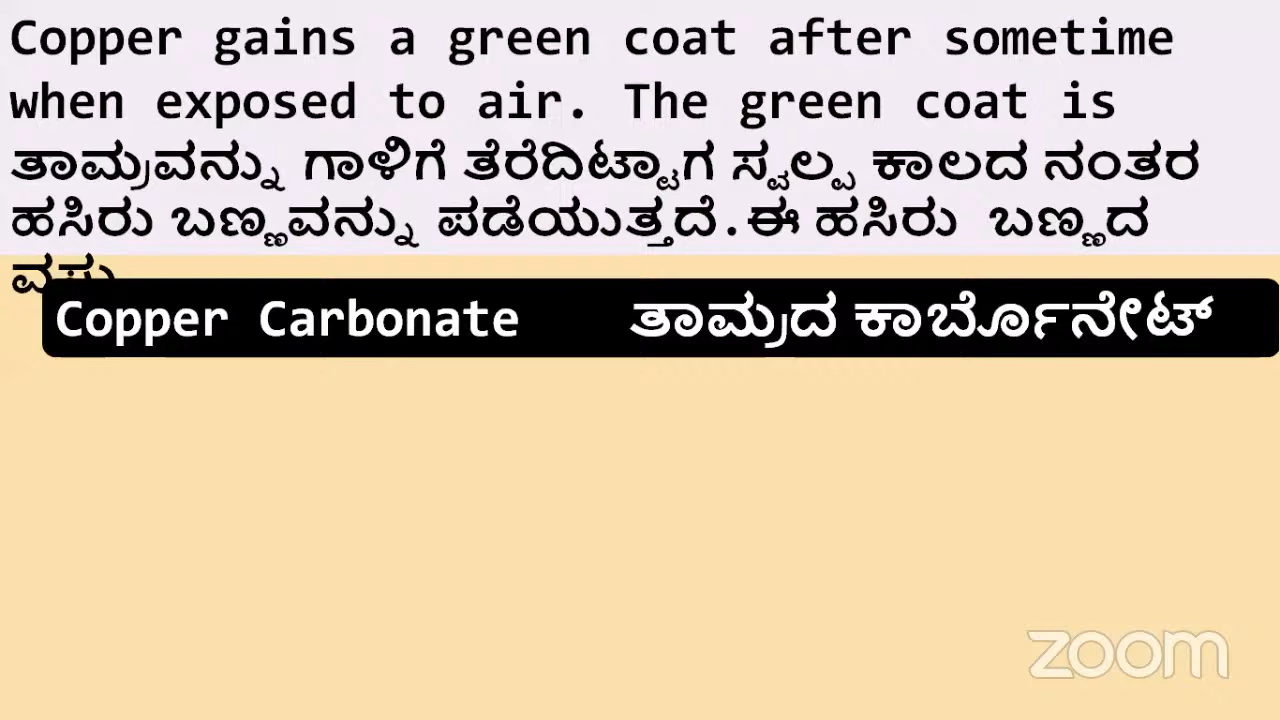 Copper gains a green coat after sometime
when exposed to air. The green coat is
ತಾಮ್ರವನ್ನು ಗಾಳಿಗೆ ತೆರೆದಿಟ್ಟಾಗ ಸ್ವಲ್ಪ ಕಾಲದ ನಂತರ
ಹಸಿರು ಬಣ್ಣವನ್ನು ಪಡೆಯುತ್ತದೆ.ಈ ಹಸಿರು ಬಣ್ಣದ
Copper Carbonate ತಾಮ್ರದ ಕಾರ್ಬೊನೇಟ್
zoom